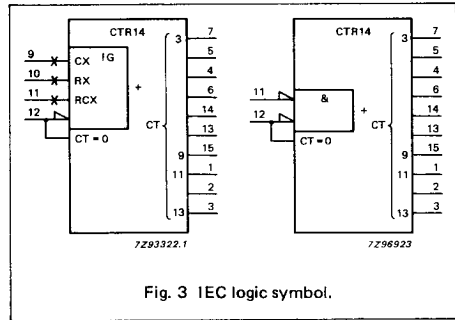 CTR14
9 CX !G 3 7
5
10 RX 4
11 RCX + 6
12 CT 14
13
CT = 0 9 15
11 1
2
13 3
7Z93322.1
CTR14
3 7
5
4
11 & 6
12 + 14
CT 13
CT = 0 9 15
11 1
2
13 3
7Z96923
Fig. 3 IEC logic symbol.